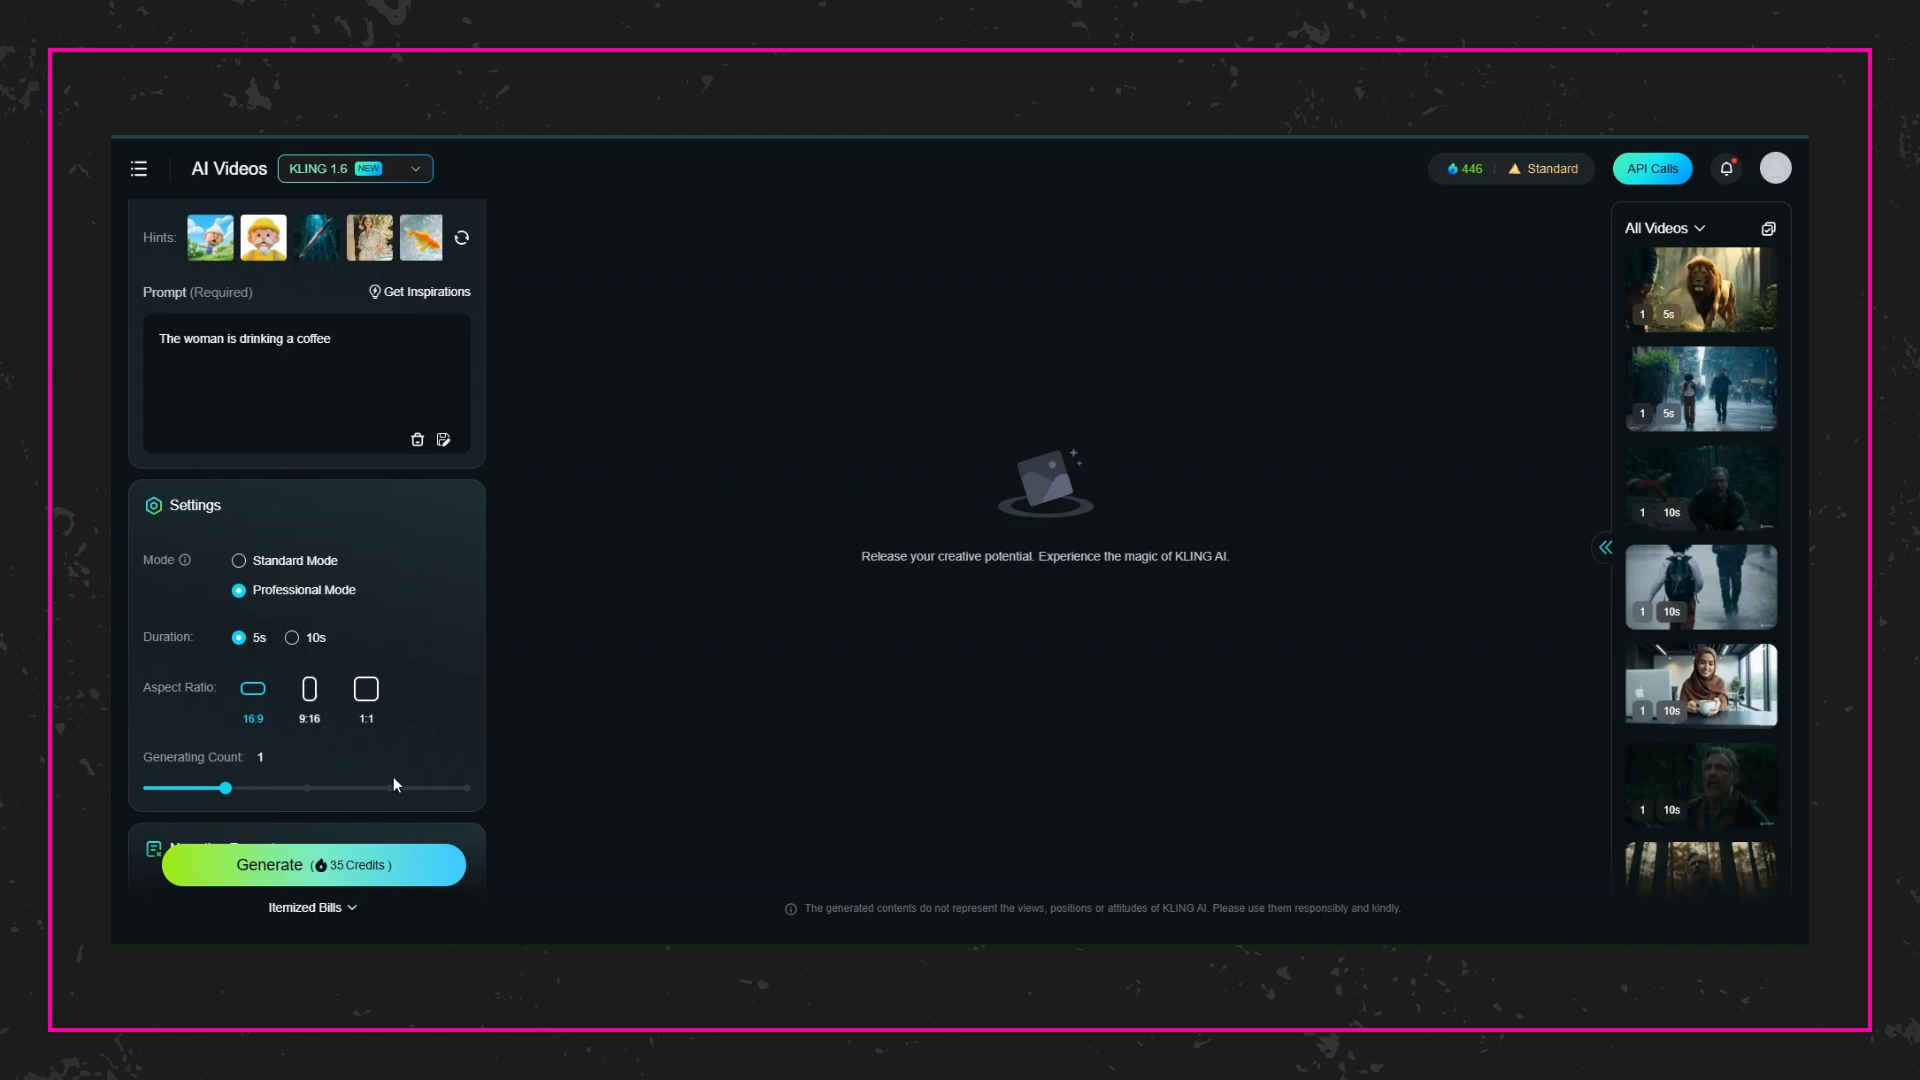 AI Videos
KLING 1.6 NEW
446
Standard
API Calls
Hints:
Prompt (Required)
Get Inspirations
The woman is drinking a coffee
Settings
Mode
Standard Mode
Professional Mode
Duration:
5s
10s
Aspect Ratio:
16:9
9:16
1:1
Generating Count: 1
Generate ( 35 Credits )
Itemized Bills
Release your creative potential. Experience the magic of KLING AI.
The generated contents do not represent the views, positions or attitudes of KLING AI. Please use them responsibly and kindly.
All Videos
1 5s
1 5s
1 10s
1 10s
1 10s
1 10s